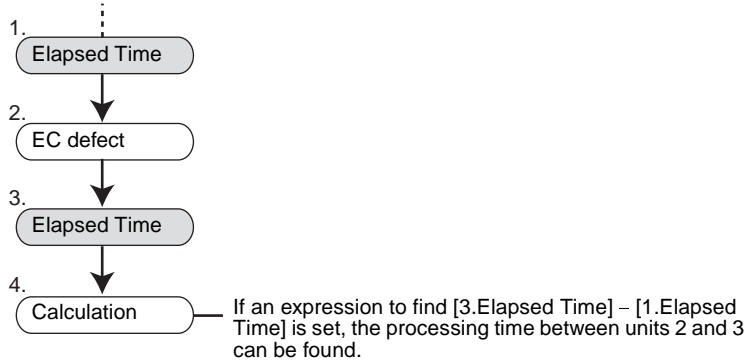 1.
Elapsed Time
2.
EC defect
3.
Elapsed Time
4.
Calculation
If an expression to find [3.Elapsed Time] – [1.Elapsed
Time] is set, the processing time between units 2 and 3
can be found.